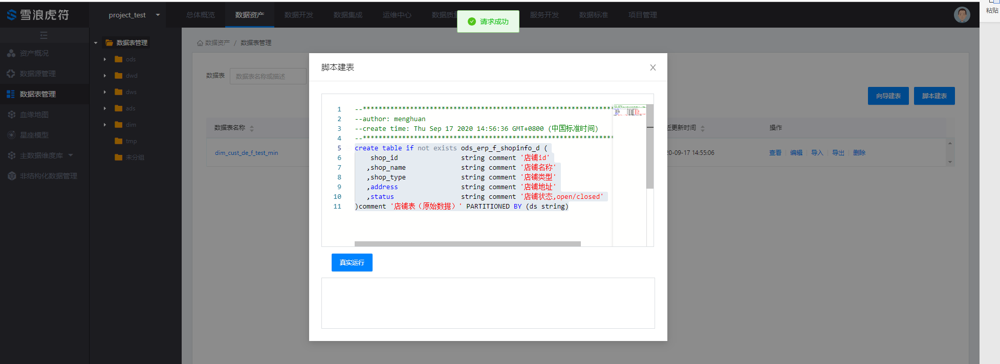 雪浪虎符
project_test
总体概览
数据资产
数据开发
数据集成
运维中心
数据质量
服务开发
数据标准
项目管理
请求成功
粘贴
资产概况
数据源管理
数据表管理
血缘地图
星座模型
主数据维度库
非结构化数据管理
数据表管理
ods
dwd
dws
ads
dim
tmp
未分组
数据资产 / 数据表管理
数据表 数据表名称或描述
向导建表 脚本建表
数据表名称
近更新时间
操作
dim_cust_de_f_test_min
20-09-17 14:55:06
查看 编辑 导入 导出 删除
脚本建表
1 --***************************************************************
2 --author: menghuan
3 --create time: Thu Sep 17 2020 14:56:36 GMT+0800 (中国标准时间)
4 --***************************************************************
5 create table if not exists ods_erp_f_shopinfo_d (
6 shop_id string comment '店铺id'
7 ,shop_name string comment '店铺名称'
8 ,shop_type string comment '店铺类型'
9 ,address string comment '店铺地址'
10 ,status string comment '店铺状态,open/closed'
11 )comment '店铺表（原始数据）' PARTITIONED BY (ds string)
真实运行